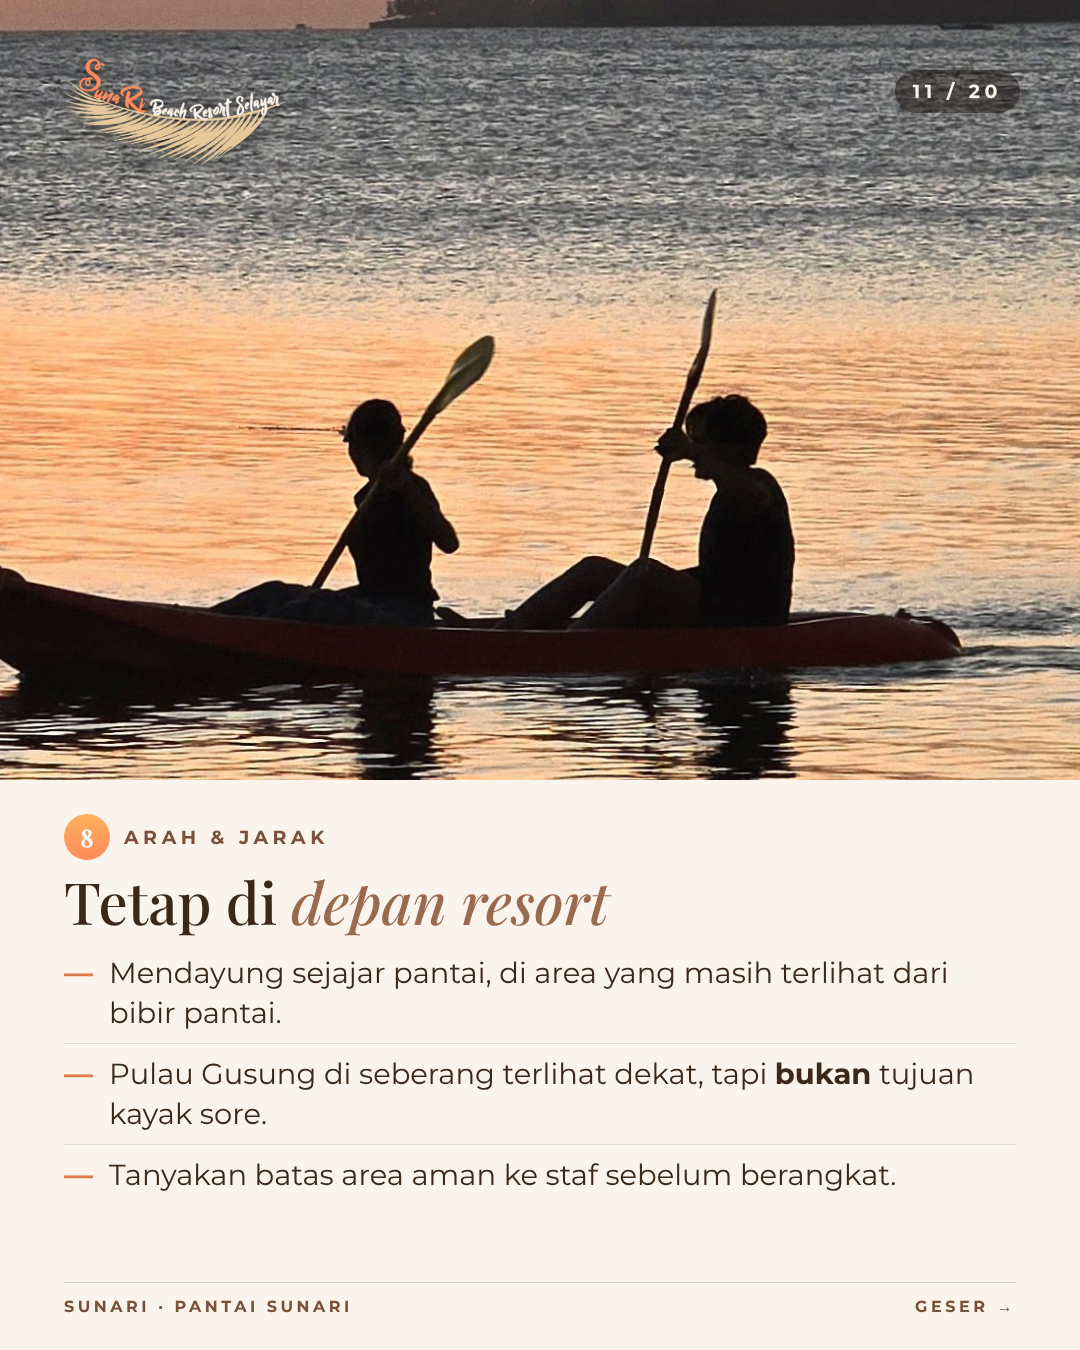 SunaRi Beach Resort Selayar
11 / 20
8 ARAH & JARAK
Tetap di depan resort
— Mendayung sejajar pantai, di area yang masih terlihat dari
bibir pantai.
— Pulau Gusung di seberang terlihat dekat, tapi bukan tujuan
kayak sore.
— Tanyakan batas area aman ke staf sebelum berangkat.
SUNARI · PANTAI SUNARI
GESER →